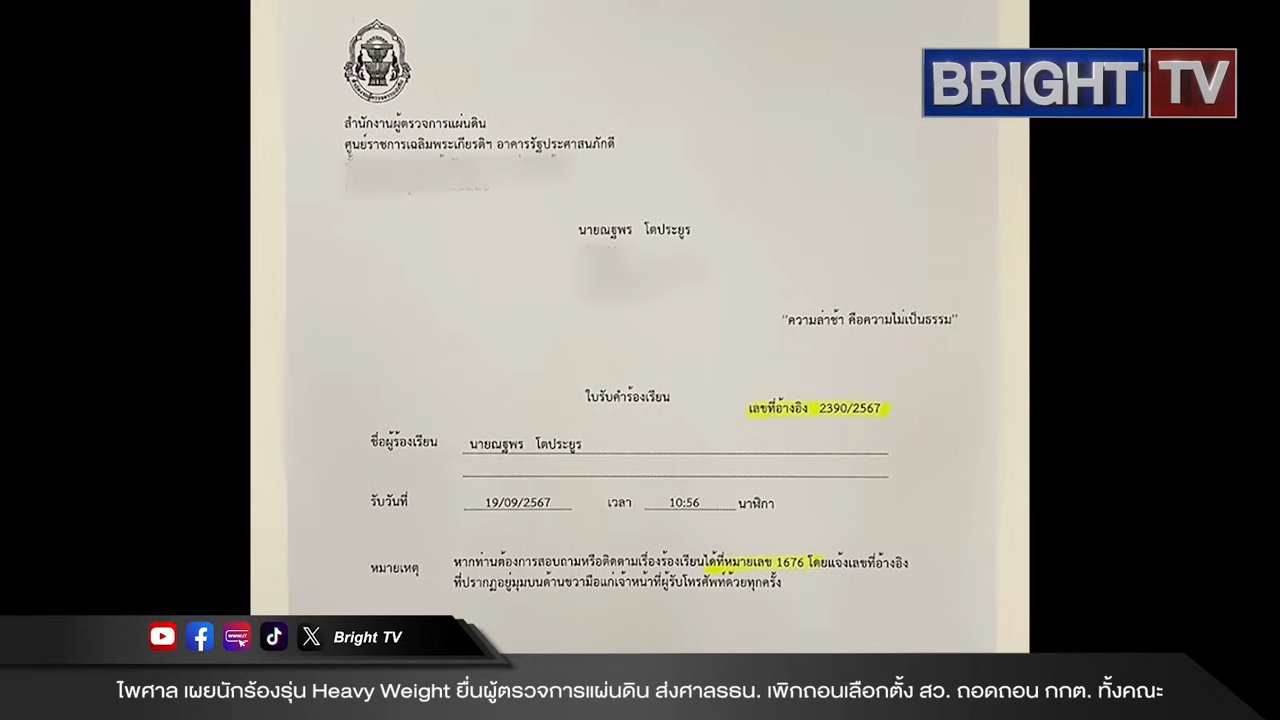 BRIGHT TV
สำนักงานผู้ตรวจการแผ่นดิน
ศูนย์ราชการเฉลิมพระเกียรติฯ อาคารรัฐประศาสนภักดี
นายณฐพร โตประยูร
"ความล่าช้า คือความไม่เป็นธรรม"
ใบรับคำร้องเรียน
เลขที่อ้างอิง 2390/2567
ชื่อผู้ร้องเรียน นายณฐพร โตประยูร
รับวันที่ 19/09/2567 เวลา 10:56 นาฬิกา
หมายเหตุ หากท่านต้องการสอบถามหรือติดตามเรื่องร้องเรียนได้ที่หมายเลข 1676 โดยแจ้งเลขที่อ้างอิง
ที่ปรากฏอยู่มุมบนด้านขวามือแก่เจ้าหน้าที่ผู้รับโทรศัพท์ด้วยทุกครั้ง
Bright TV
ไพศาล เผยนักร้องรุ่น Heavy Weight ยื่นผู้ตรวจการแผ่นดิน ส่งศาลรธน. เพิกถอนเลือกตั้ง สว. ถอดถอน กกต. ทั้งคณะ